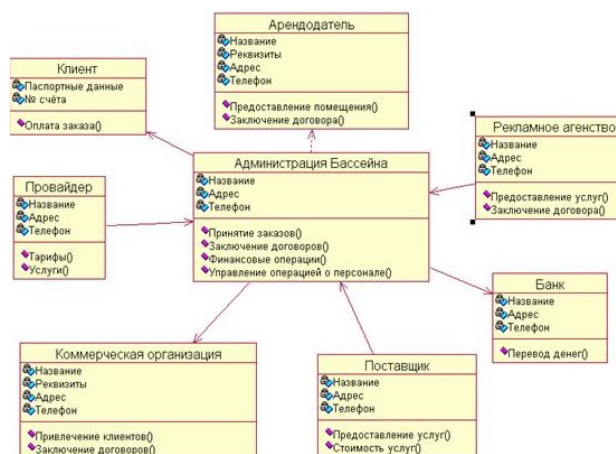 Арендодатель
Название
Реквизиты
Адрес
Телефон
Предоставление помещения()
Заключение договора()
Клиент
Паспортные данные
№ счёта
Оплата заказа()
Рекламное агенство
Название
Адрес
Телефон
Предоставление услуг()
Заключение договора()
Администрация Бассейна
Название
Адрес
Телефон
Принятие заказов()
Заключение договоров()
Финансовые операции()
Управление операцией о персонале()
Провайдер
Название
Адрес
Телефон
Тарифы()
Услуги()
Банк
Название
Адрес
Телефон
Перевод денег()
Коммерческая организация
Название
Реквизиты
Адрес
Телефон
Привлечение клиентов()
Заключение договоров()
Поставщик
Название
Адрес
Телефон
Предоставление услуг()
Стоимость услуг()